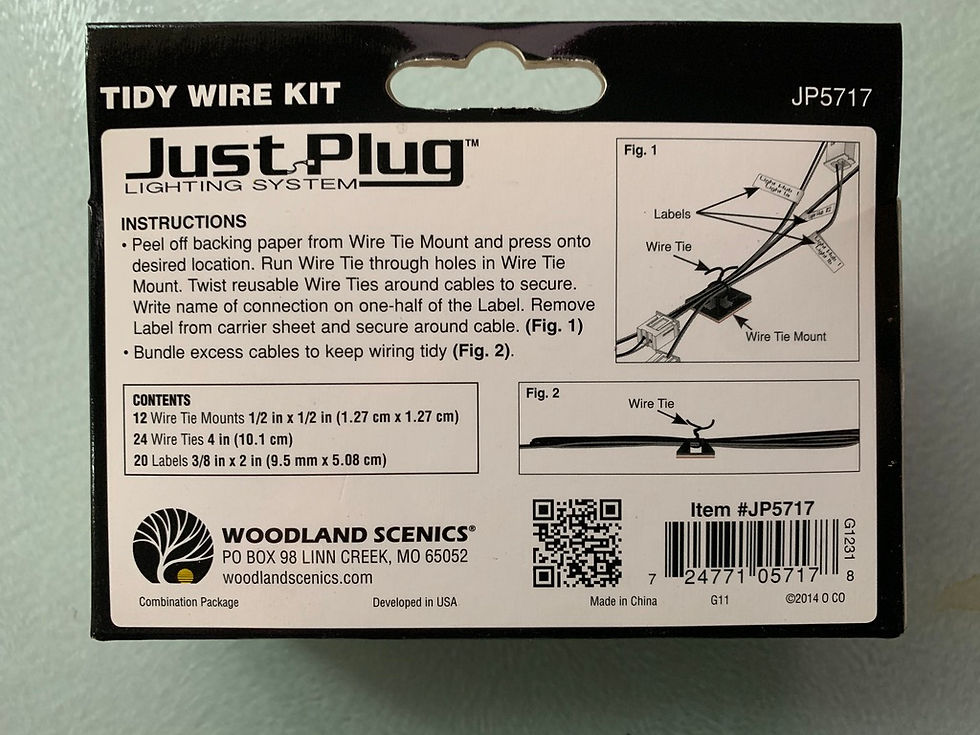 TIDY WIRE KIT
JP5717
Just Plug™
LIGHTING SYSTEM
INSTRUCTIONS
• Peel off backing paper from Wire Tie Mount and press onto
desired location. Run Wire Tie through holes in Wire Tie
Mount. Twist reusable Wire Ties around cables to secure.
Write name of connection on one-half of the Label. Remove
Label from carrier sheet and secure around cable. (Fig. 1)
• Bundle excess cables to keep wiring tidy (Fig. 2).
Fig. 1
Light Hub 1
Light In
Labels
Wire Tie
Wire Tie Mount
CONTENTS
12 Wire Tie Mounts 1/2 in x 1/2 in (1.27 cm x 1.27 cm)
24 Wire Ties 4 in (10.1 cm)
20 Labels 3/8 in x 2 in (9.5 mm x 5.08 cm)
Fig. 2
Wire Tie
WOODLAND SCENICS®
PO BOX 98 LINN CREEK, MO 65052
woodlandscenics.com
Item #JP5717
7 24771 05717 8
G1231
Combination Package
Developed in USA
Made in China
G11
©2014 O CO